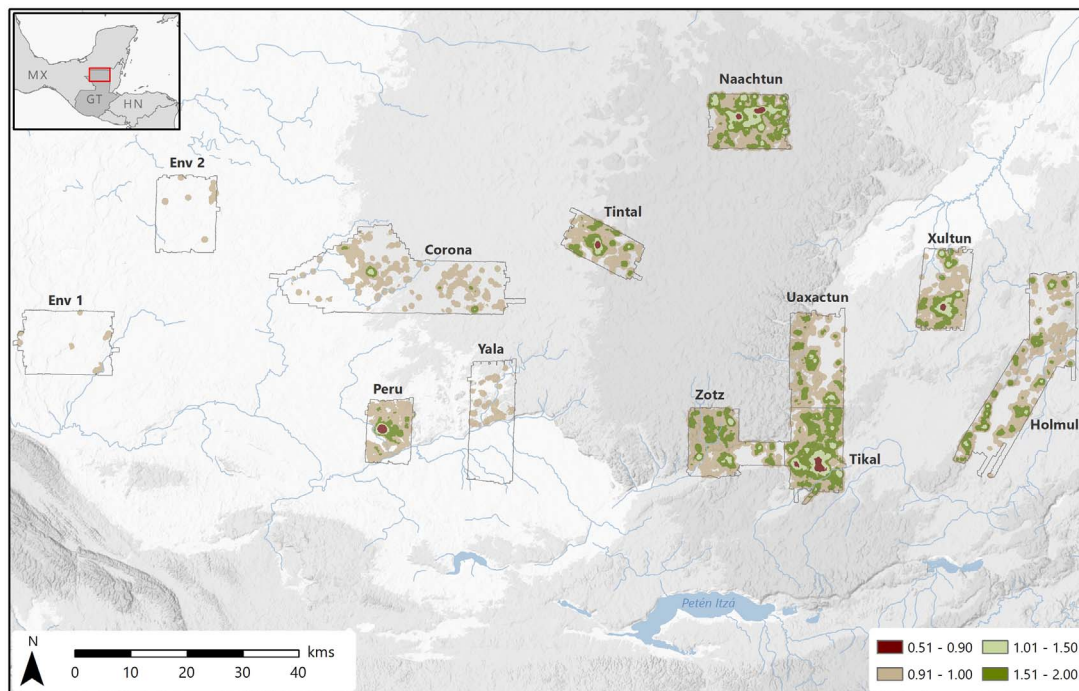 MX
GT
HN
Naachtun
Env 2
Tintal
Corona
Xultun
Env 1
Uaxactun
Yala
Peru
Zotz
Holmul
Tikal
Petén Itzá
N
0 10 20 30 40 kms
0.51 - 0.90
1.01 - 1.50
0.91 - 1.00
1.51 - 2.00